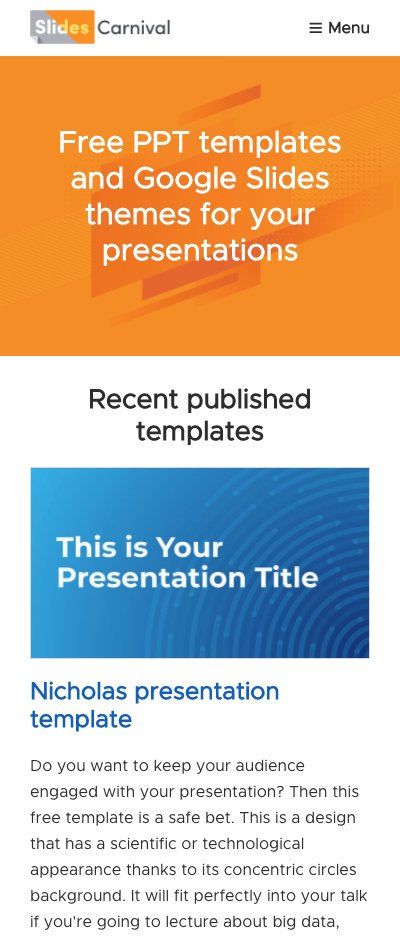 Slides Carnival
Menu
Free PPT templates
and Google Slides
themes for your
presentations
Recent published
templates
This is Your
Presentation Title
Nicholas presentation
template
Do you want to keep your audience
engaged with your presentation? Then this
free template is a safe bet. This is a design
that has a scientific or technological
appearance thanks to its concentric circles
background. It will fit perfectly into your talk
if you're going to lecture about big data,